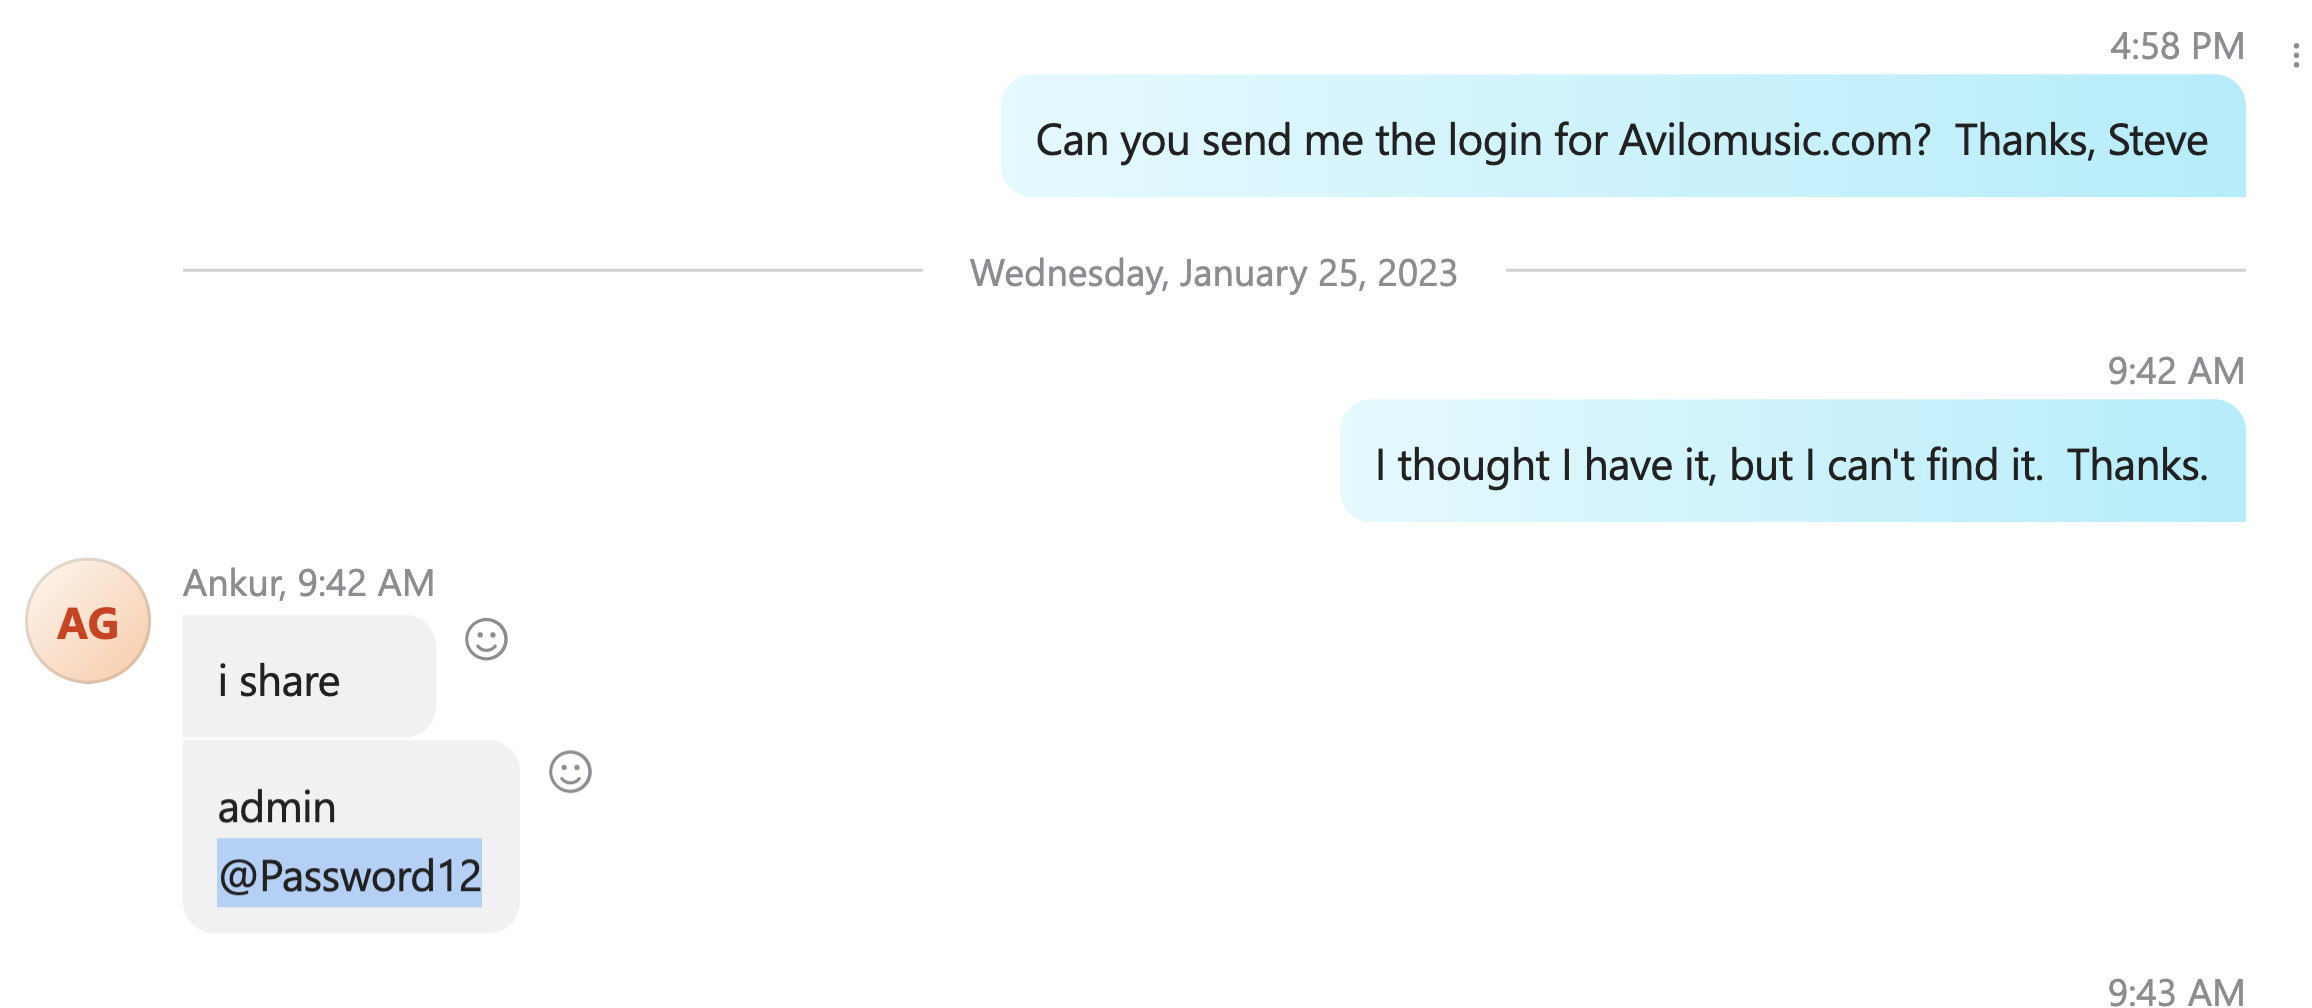 4:58 PM
Can you send me the login for Avilomusic.com?  Thanks, Steve
Wednesday, January 25, 2023
9:42 AM
I thought I have it, but I can't find it.  Thanks.
AG
Ankur, 9:42 AM
i share
admin
@Password12
9:43 AM